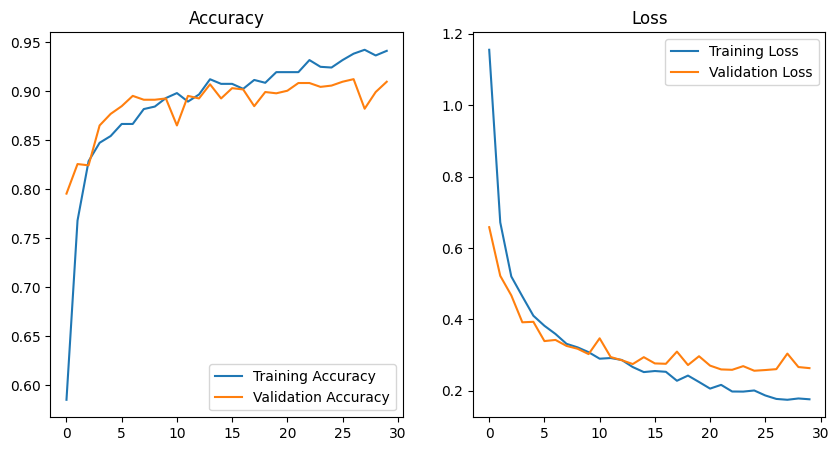 Accuracy
0.95
0.90
0.85
0.80
0.75
0.70
0.65
0.60
Training Accuracy
Validation Accuracy
0 5 10 15 20 25 30
Loss
1.2
1.0
0.8
0.6
0.4
0.2
Training Loss
Validation Loss
0 5 10 15 20 25 30